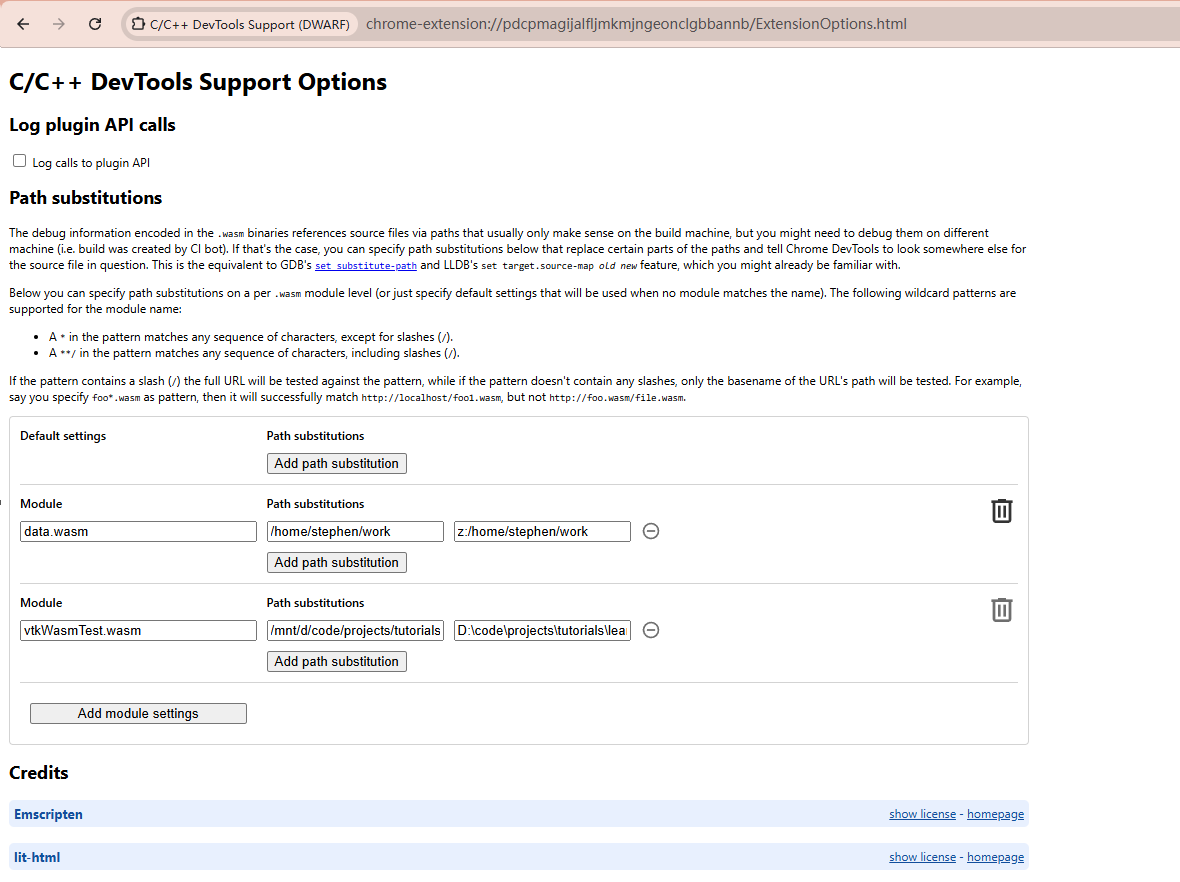 C/C++ DevTools Support (DWARF) chrome-extension://pdcpmagijalfljmkmjngeonclgbbannb/ExtensionOptions.html
C/C++ DevTools Support Options
Log plugin API calls
Log calls to plugin API
Path substitutions
The debug information encoded in the .wasm binaries references source files via paths that usually only make sense on the build machine, but you might need to debug them on different
machine (i.e. build was created by CI bot). If that's the case, you can specify path substitutions below that replace certain parts of the paths and tell Chrome DevTools to look somewhere else for
the source file in question. This is the equivalent to GDB's set substitute-path and LLDB's set target.source-map old new feature, which you might already be familiar with.
Below you can specify path substitutions on a per .wasm module level (or just specify default settings that will be used when no module matches the name). The following wildcard patterns are
supported for the module name:
• A * in the pattern matches any sequence of characters, except for slashes (/).
• A **/ in the pattern matches any sequence of characters, including slashes (/).
If the pattern contains a slash (/) the full URL will be tested against the pattern, while if the pattern doesn't contain any slashes, only the basename of the URL's path will be tested. For example,
say you specify foo*.wasm as pattern, then it will successfully match http://localhost/foo1.wasm, but not http://foo.wasm/file.wasm.
Default settings Path substitutions
Add path substitution
Module Path substitutions
data.wasm /home/stephen/work z:/home/stephen/work
Add path substitution
Module Path substitutions
vtkWasmTest.wasm /mnt/d/code/projects/tutorials D:\code\projects\tutorials\lea
Add path substitution
Add module settings
Credits
Emscripten show license - homepage
lit-html show license - homepage